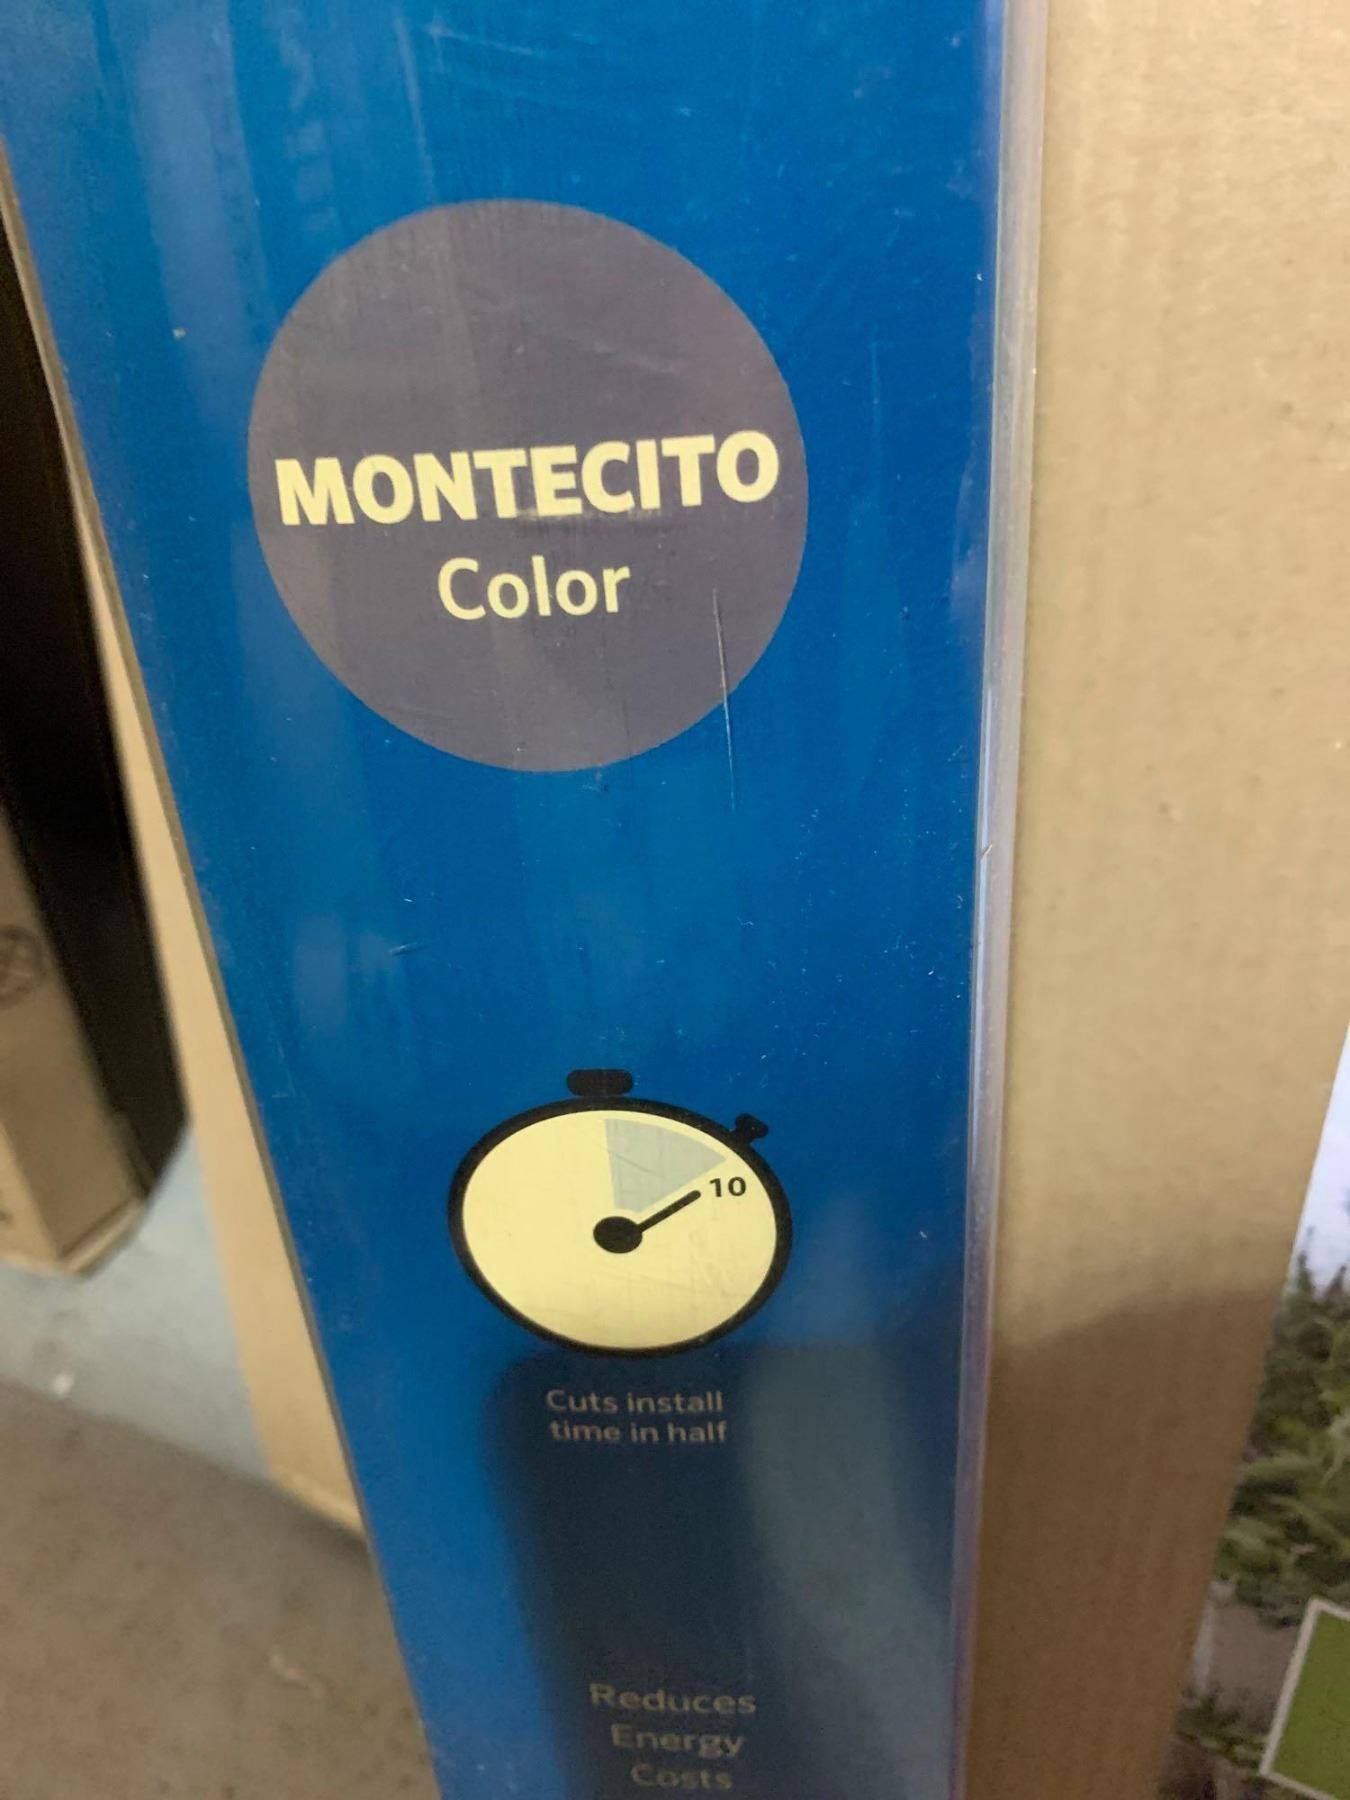 MONTECITO
Color
10
Cuts install
time in half
Reduces
Energy
Costs